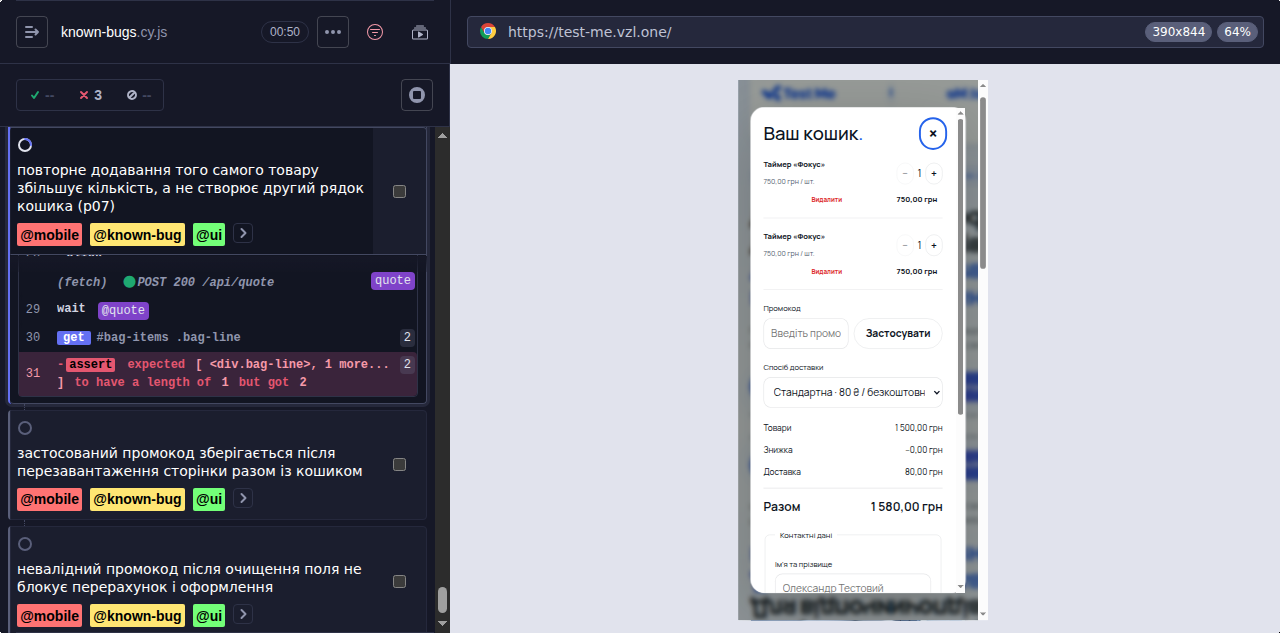 known-bugs.cy.js
00:50
https://test-me.vzl.one/
390x844
64%
--
3
--
повторне додавання того самого товару
збільшує кількість, а не створює другий рядок
кошика (p07)
@mobile
@known-bug
@ui
(fetch) POST 200 /api/quote
quote
29 wait @quote
30 get #bag-items .bag-line 2
31 -assert expected [ <div.bag-line>, 1 more... 2
] to have a length of 1 but got 2
застосований промокод зберігається після
перезавантаження сторінки разом із кошиком
@mobile
@known-bug
@ui
невалідний промокод після очищення поля не
блокує перерахунок і оформлення
@mobile
@known-bug
@ui
Test Me
Ваш кошик.
×
Таймер «Фокус»
750,00 грн / шт.
− 1 +
Видалити
750,00 грн
Таймер «Фокус»
750,00 грн / шт.
− 1 +
Видалити
750,00 грн
Промокод
Введіть промо
Застосувати
Спосіб доставки
Стандартна · 80 ₴ / безкоштовн
Товари 1 500,00 грн
Знижка −0,00 грн
Доставка 80,00 грн
Разом 1 580,00 грн
Контактні дані
Ім'я та прізвище
Олександр Тестовий